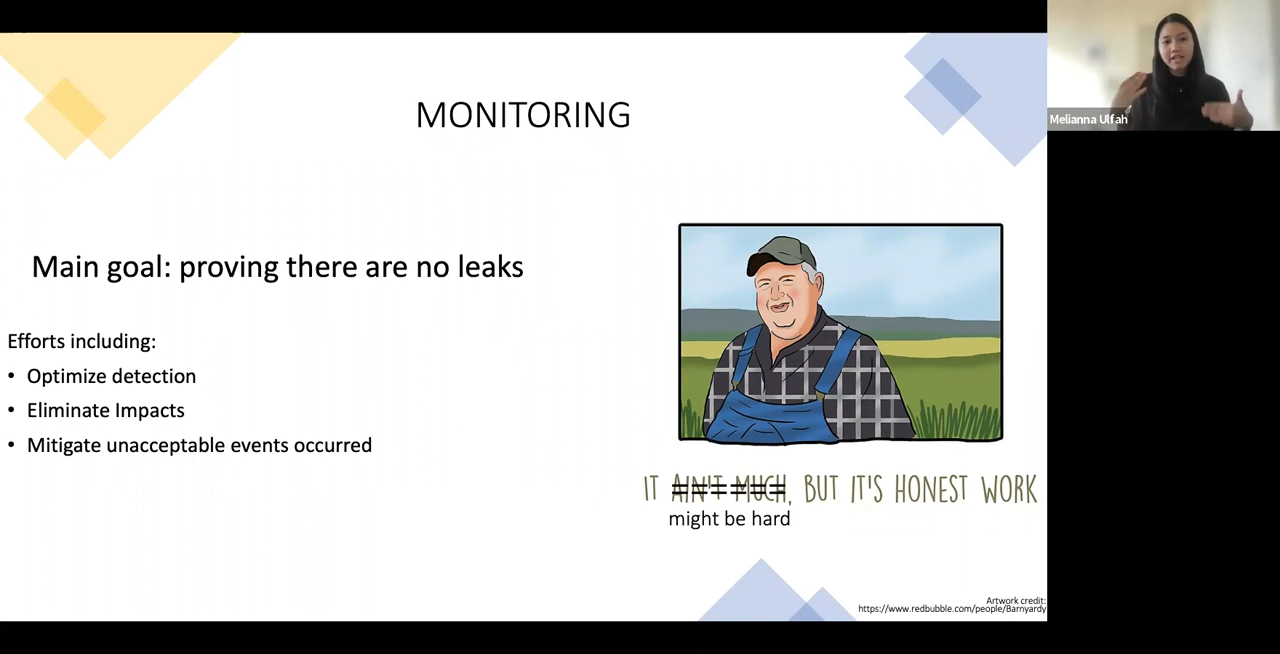 MONITORING
Melianna Ulfah
Main goal: proving there are no leaks
Efforts including:
• Optimize detection
• Eliminate Impacts
• Mitigate unacceptable events occurred
IT AIN'T MUCH, BUT IT'S HONEST WORK
might be hard
Artwork credit:
https://www.redbubble.com/people/Barnyardy